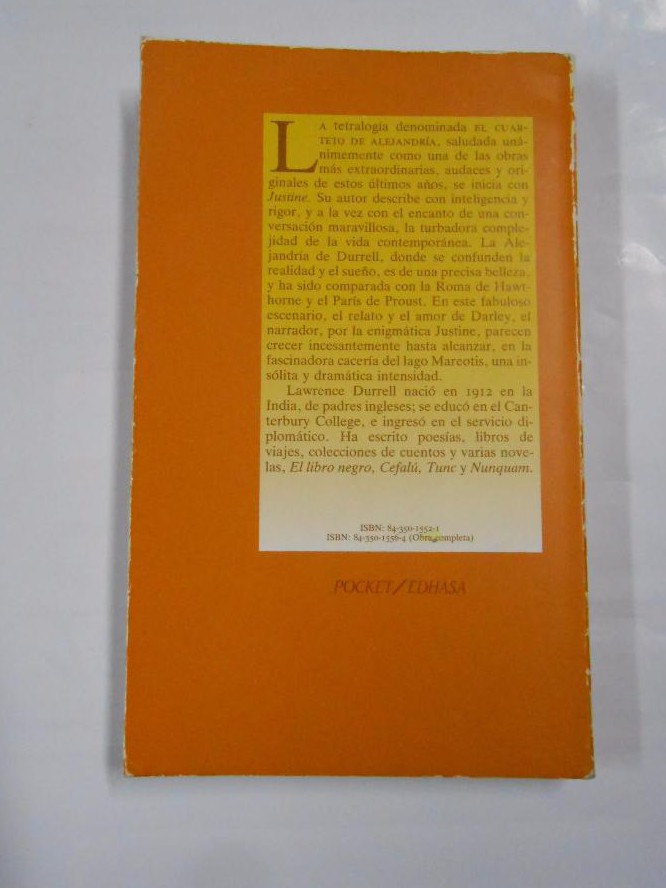 LA tetralogía denominada EL CUAR-
TETO DE ALEJANDRÍA, saludada uná-
nimemente como una de las obras
más extraordinarias, audaces y ori-
ginales de estos últimos años, se inicia con
Justine. Su autor describe con inteligencia y
rigor, y a la vez con el encanto de una con-
versación maravillosa, la turbadora comple-
jidad de la vida contemporánea. La Ale-
jandría de Durrell, donde se confunden la
realidad y el sueño, es de una precisa belleza,
y ha sido comparada con la Roma de Hawt-
horne y el París de Proust. En este fabuloso
escenario, el relato y el amor de Darley, el
narrador, por la enigmática Justine, parecen
crecer incesantemente hasta alcanzar, en la
fascinadora cacería del lago Mareotis, una in-
sólita y dramática intensidad.
Lawrence Durrell nació en 1912 en la
India, de padres ingleses; se educó en el Can-
terbury College, e ingresó en el servicio di-
plomático. Ha escrito poesías, libros de
viajes, colecciones de cuentos y varias nove-
las, El libro negro, Cefalú, Tunc y Nunquam.
ISBN: 84-350-1552-1
ISBN: 84-350-1556-4 (Obra completa)
POCKET/EDHASA